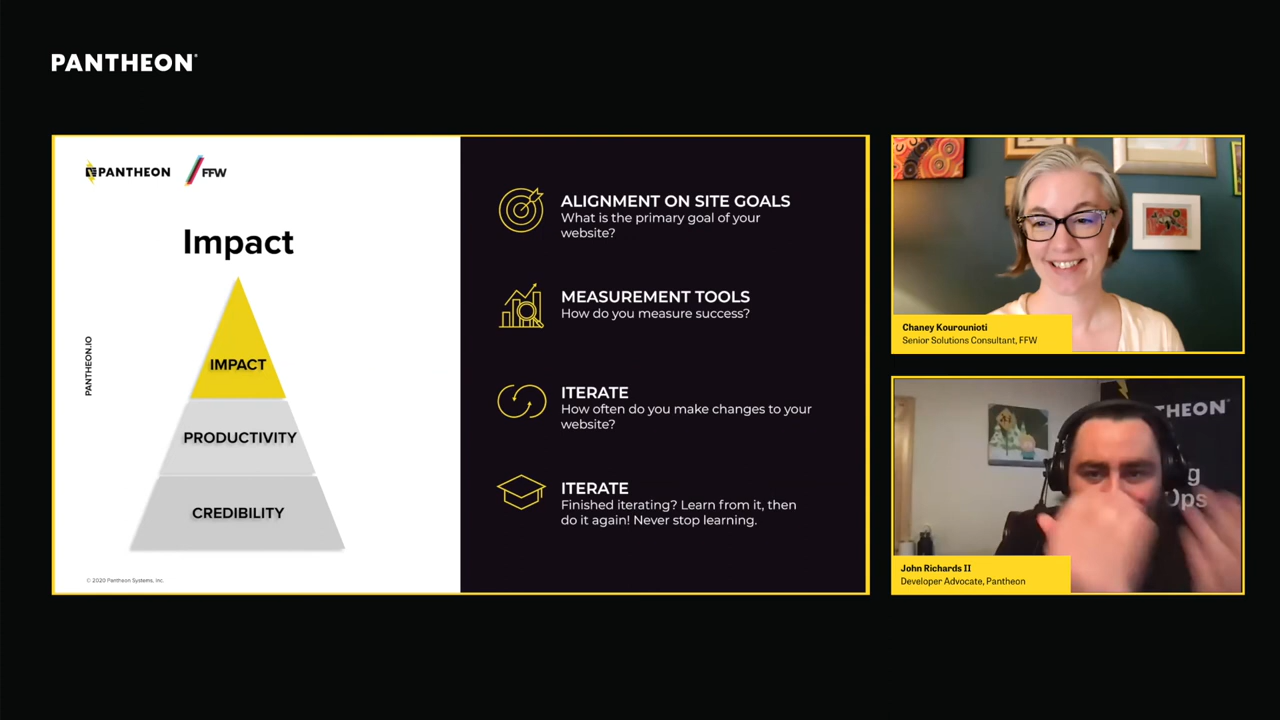 PANTHEON
PANTHEON
FFW
Impact
IMPACT
PRODUCTIVITY
CREDIBILITY
PANTHEON.IO
© 2020 Pantheon Systems, Inc.
ALIGNMENT ON SITE GOALS
What is the primary goal of your
website?
MEASUREMENT TOOLS
How do you measure success?
ITERATE
How often do you make changes to your
website?
ITERATE
Finished iterating? Learn from it, then
do it again! Never stop learning.
Chaney Kourounioti
Senior Solutions Consultant, FFW
THEON
g
Ops
John Richards II
Developer Advocate, Pantheon